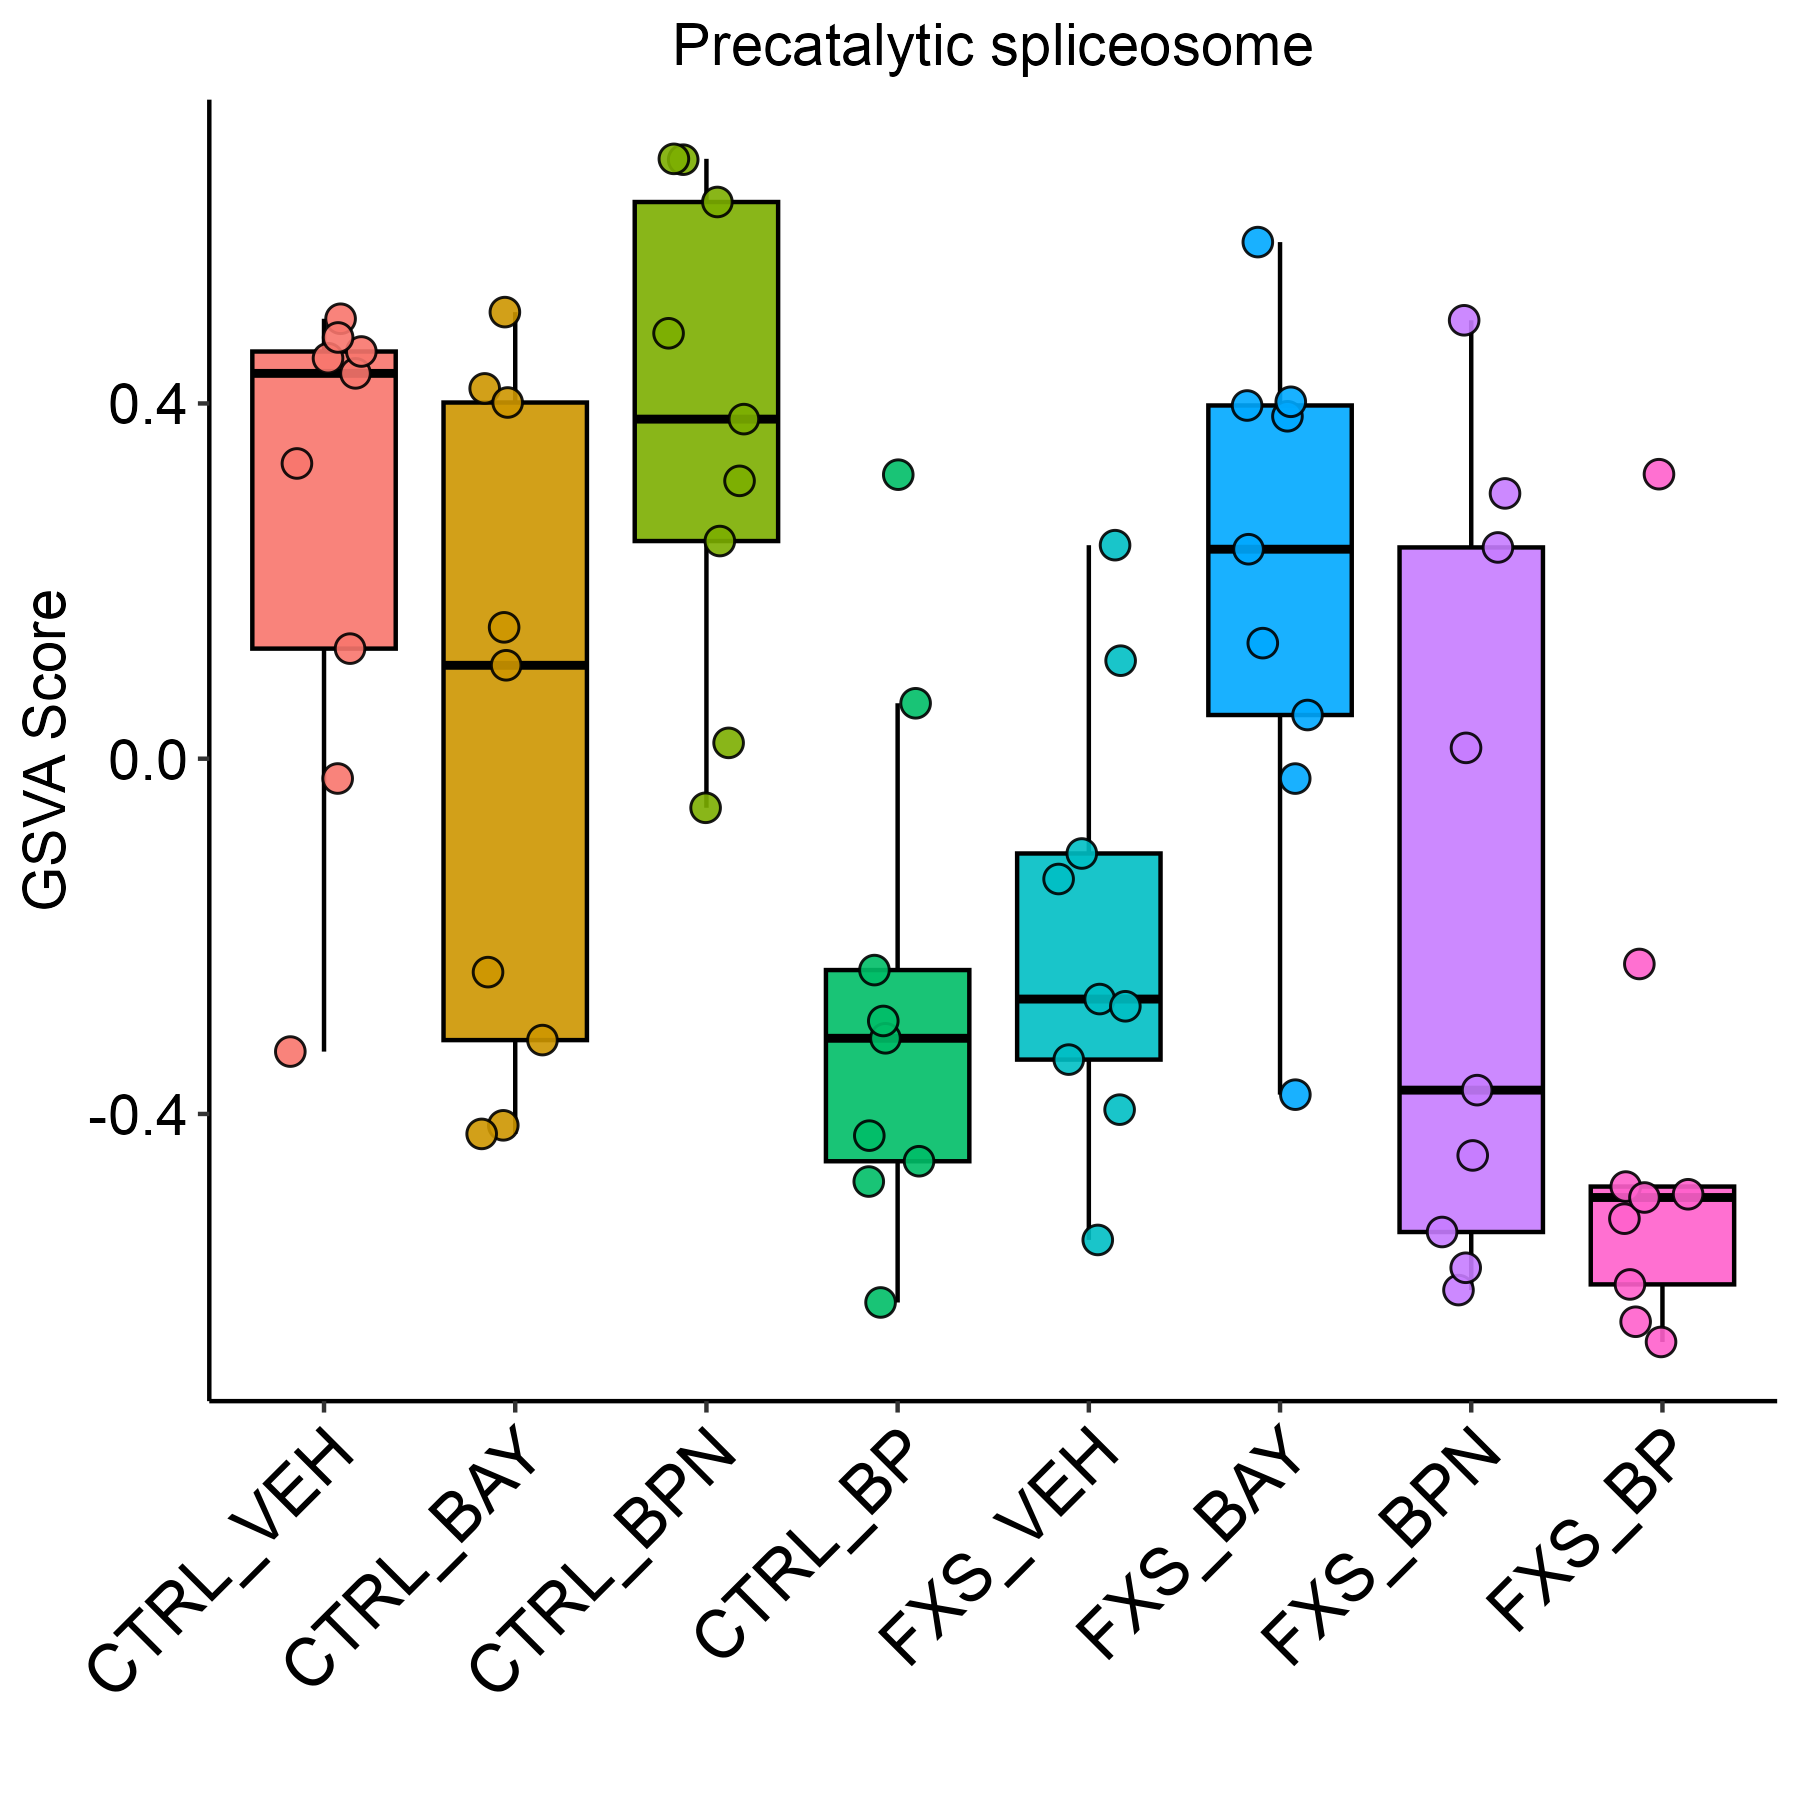 Precatalytic spliceosome
GSVA Score
0.4
0.0
-0.4
CTRL_VEH
CTRL_BAY
CTRL_BPN
CTRL_BP
FXS_VEH
FXS_BAY
FXS_BPN
FXS_BP